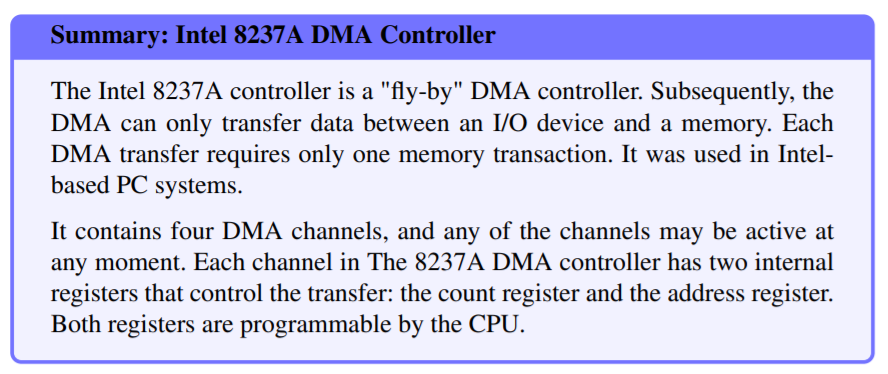 Summary: Intel 8237A DMA Controller
The Intel 8237A controller is a "fly-by" DMA controller. Subsequently, the
DMA can only transfer data between an I/O device and a memory. Each
DMA transfer requires only one memory transaction. It was used in Intel-
based PC systems.
It contains four DMA channels, and any of the channels may be active at
any moment. Each channel in The 8237A DMA controller has two internal
registers that control the transfer: the count register and the address register.
Both registers are programmable by the CPU.